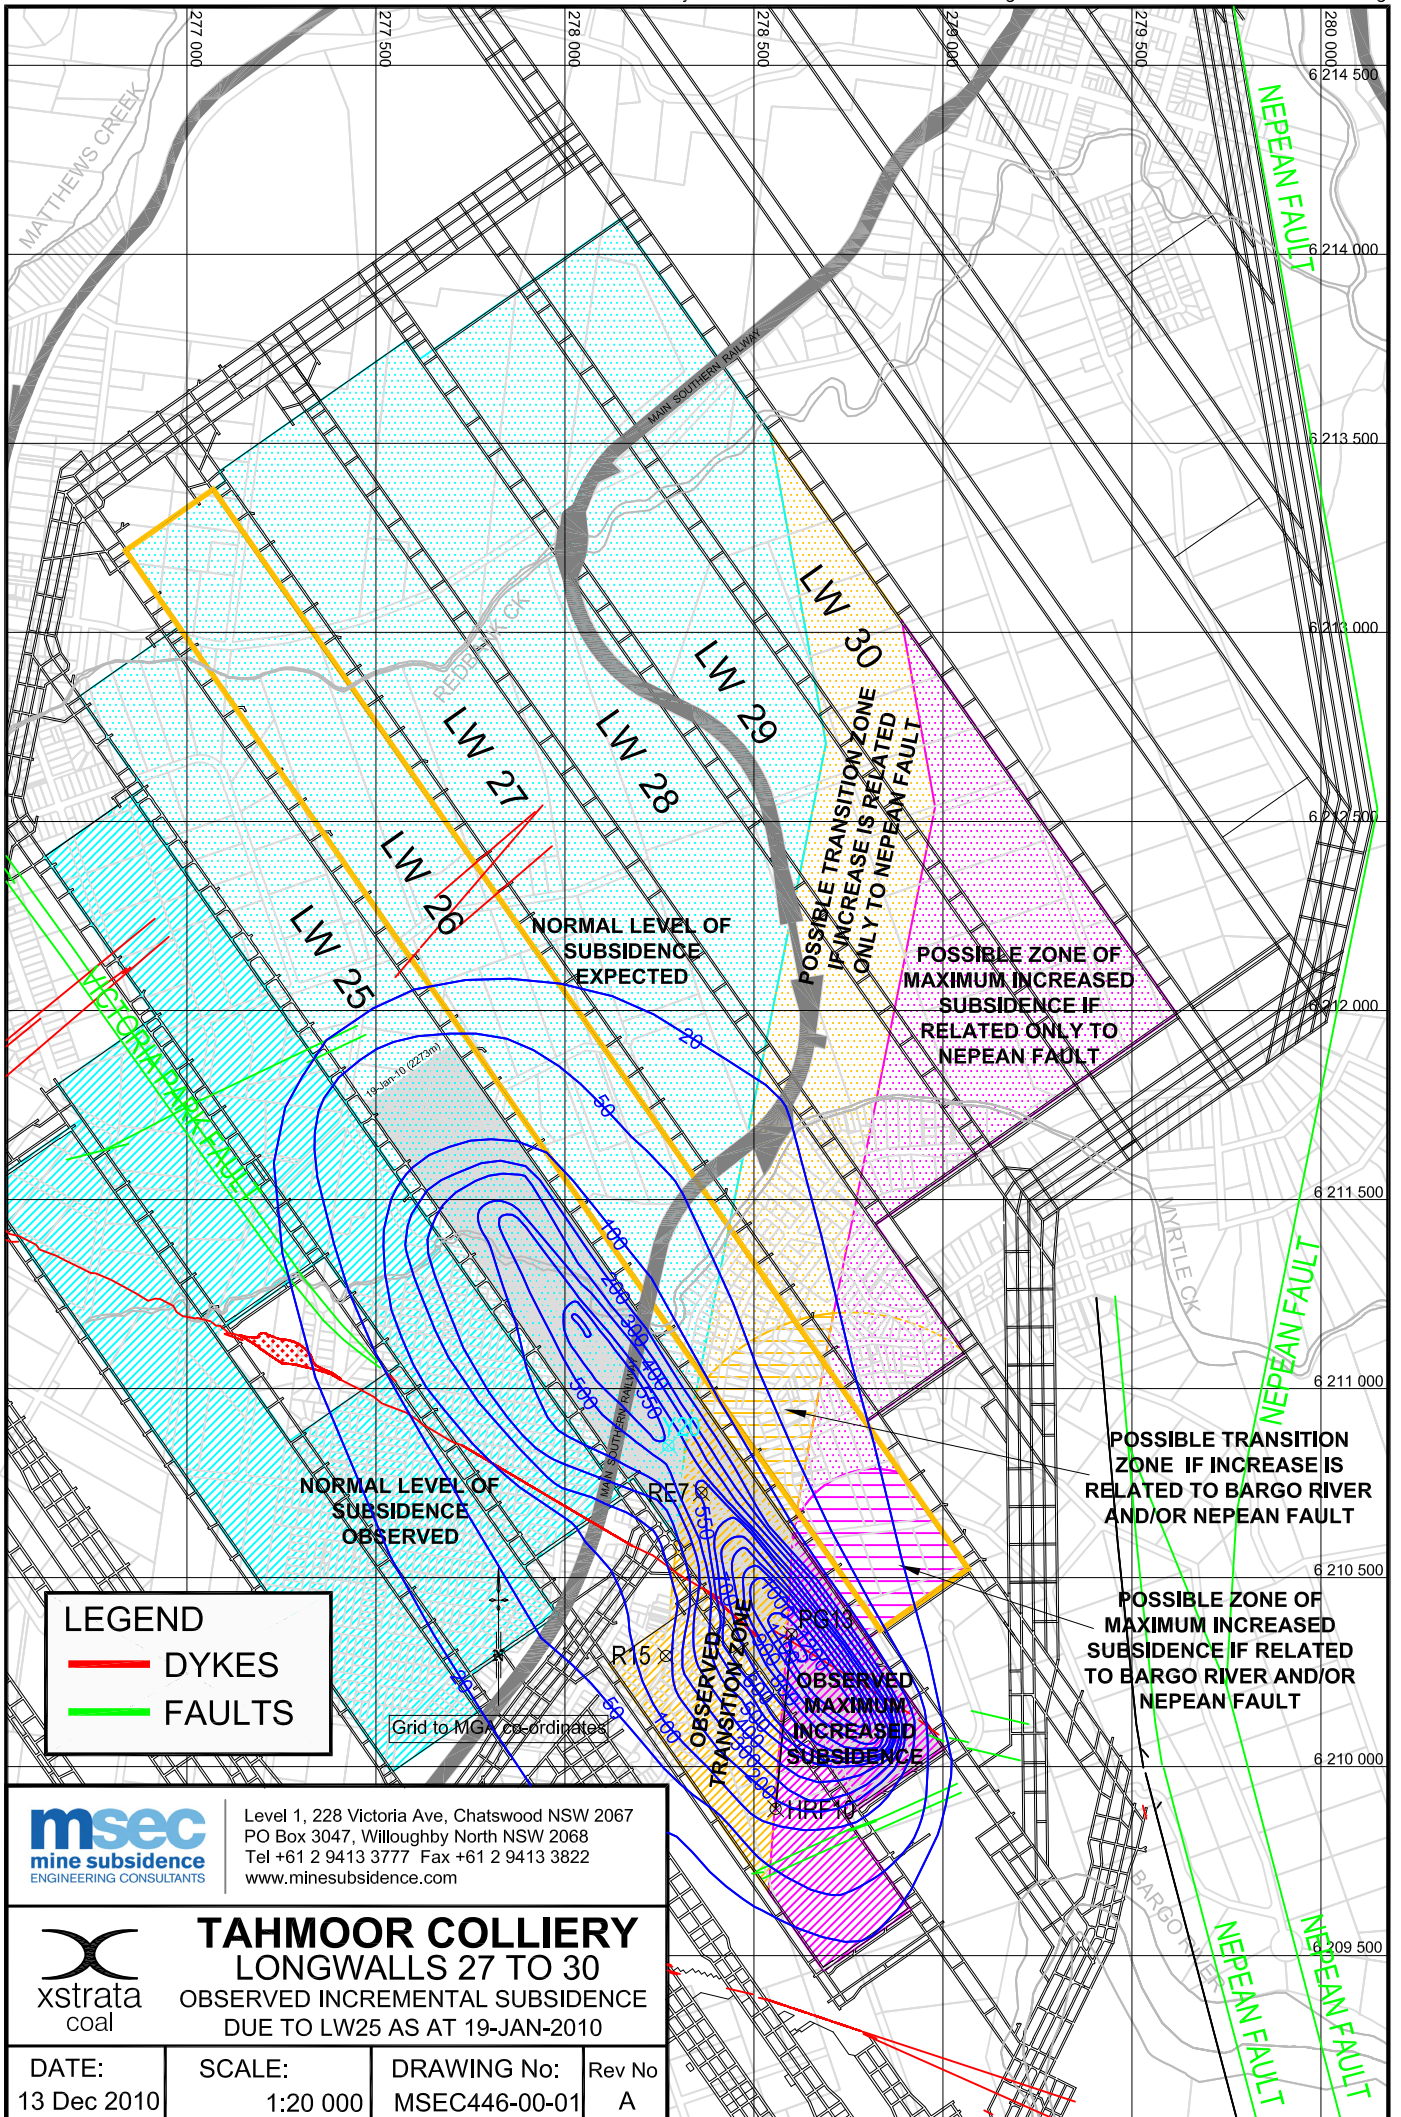 277 000
277 500
278 000
278 500
279 000
279 500
280 000
6 214 500
6 214 000
6 213 500
6 213 000
6 212 500
6 212 000
6 211 500
6 211 000
6 210 500
6 210 000
6 209 500
MATTHEWS CREEK
NEPEAN FAULT
MAIN SOUTHERN RAILWAY
REDBANK CK
LW 30
LW 29
LW 28
LW 27
LW 26
LW 25
POSSIBLE TRANSITION ZONE
IF INCREASE IS RELATED
ONLY TO NEPEAN FAULT
NORMAL LEVEL OF
SUBSIDENCE
EXPECTED
POSSIBLE ZONE OF
MAXIMUM INCREASED
SUBSIDENCE IF
RELATED ONLY TO
NEPEAN FAULT
VICTORIA PARK FAULT
19-Jan-10 (2273m)
20
50
100
200
300
400
550
500
MYRTLE CK
NEPEAN FAULT
MAIN SOUTHERN RAILWAY
POSSIBLE TRANSITION
ZONE IF INCREASE IS
RELATED TO BARGO RIVER
AND/OR NEPEAN FAULT
NORMAL LEVEL OF
SUBSIDENCE
OBSERVED
RE7
550
POSSIBLE ZONE OF
MAXIMUM INCREASED
SUBSIDENCE IF RELATED
TO BARGO RIVER AND/OR
NEPEAN FAULT
PG13
R15
OBSERVED
TRANSITION ZONE
OBSERVED
MAXIMUM
INCREASED
SUBSIDENCE
20
50
100
200
HRF10
N
Grid to MGA co-ordinates
BARGO RIVER
NEPEAN FAULT
NEPEAN FAULT
LEGEND
DYKES
FAULTS
msec
mine subsidence
ENGINEERING CONSULTANTS
Level 1, 228 Victoria Ave, Chatswood NSW 2067
PO Box 3047, Willoughby North NSW 2068
Tel +61 2 9413 3777 Fax +61 2 9413 3822
www.minesubsidence.com
xstrata
coal
TAHMOOR COLLIERY
LONGWALLS 27 TO 30
OBSERVED INCREMENTAL SUBSIDENCE
DUE TO LW25 AS AT 19-JAN-2010
DATE:
13 Dec 2010
SCALE:
1:20 000
DRAWING No:
MSEC446-00-01
Rev No
A